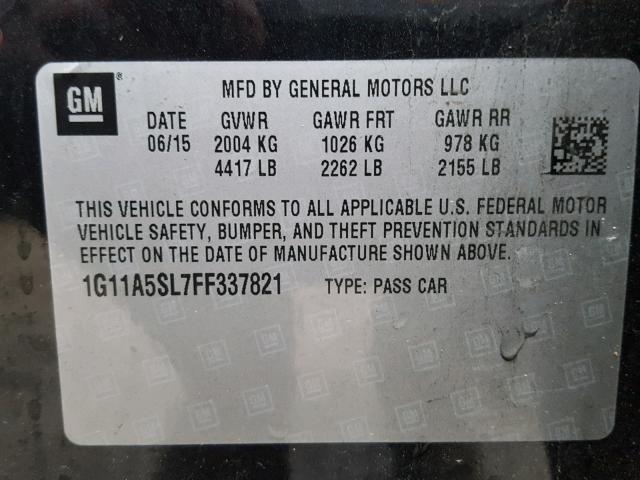 GM ®
MFD BY GENERAL MOTORS LLC
DATE GVWR GAWR FRT GAWR RR
06/15 2004 KG 1026 KG 978 KG
4417 LB 2262 LB 2155 LB
THIS VEHICLE CONFORMS TO ALL APPLICABLE U.S. FEDERAL MOTOR
VEHICLE SAFETY, BUMPER, AND THEFT PREVENTION STANDARDS IN
EFFECT ON THE DATE OF MANUFACTURE SHOWN ABOVE.
1G11A5SL7FF337821 TYPE: PASS CAR